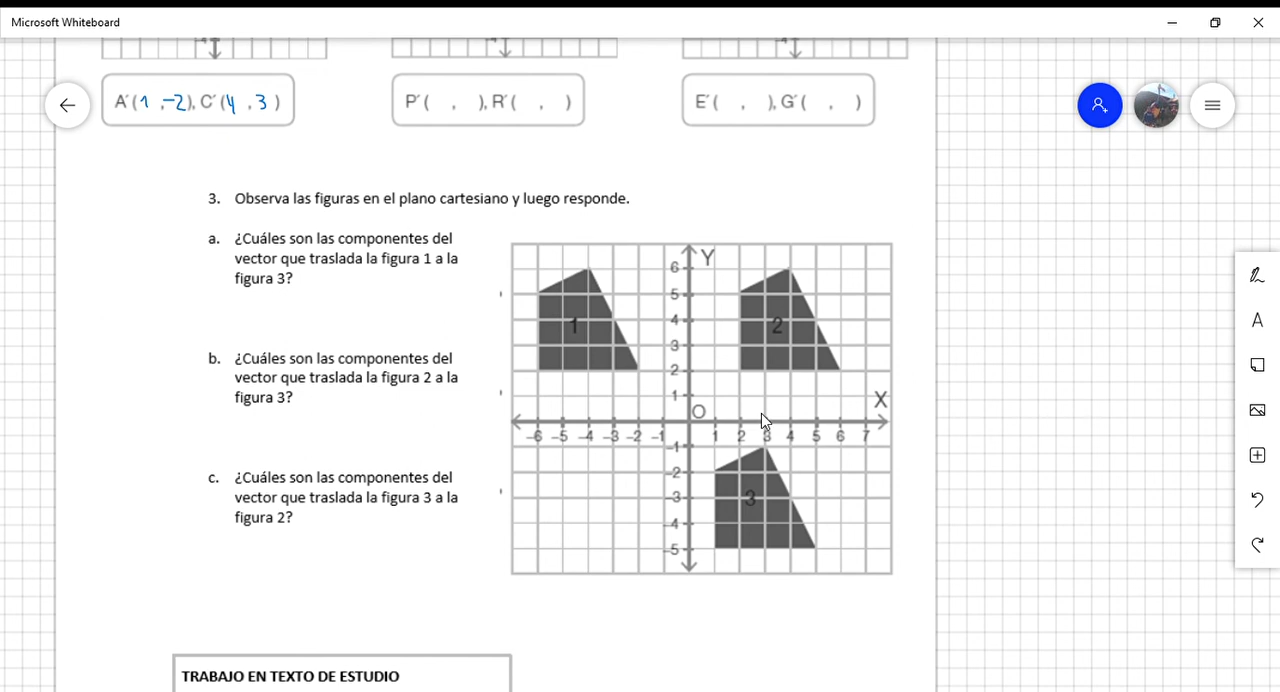 Microsoft Whiteboard
A´(1 ,-2), C´(4 , 3 )
P´( , ), R´( , )
E´( , ), G´( , )
3. Observa las figuras en el plano cartesiano y luego responde.
a. ¿Cuáles son las componentes del
vector que traslada la figura 1 a la
figura 3?
b. ¿Cuáles son las componentes del
vector que traslada la figura 2 a la
figura 3?
c. ¿Cuáles son las componentes del
vector que traslada la figura 3 a la
figura 2?
Y
6
5
4
3
2
1
O
X
-6 -5 -4 -3 -2 -1 1 2 3 4 5 6 7
-1
-2
-3
-4
-5
1
2
3
TRABAJO EN TEXTO DE ESTUDIO
A